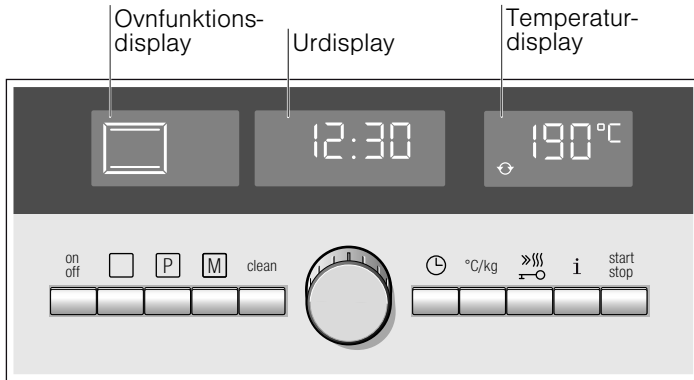 Ovnfunktions-
display
Urdisplay
Temperatur-
display
12:30
190°C
on
off
P
M
clean
°C/kg
i
start
stop